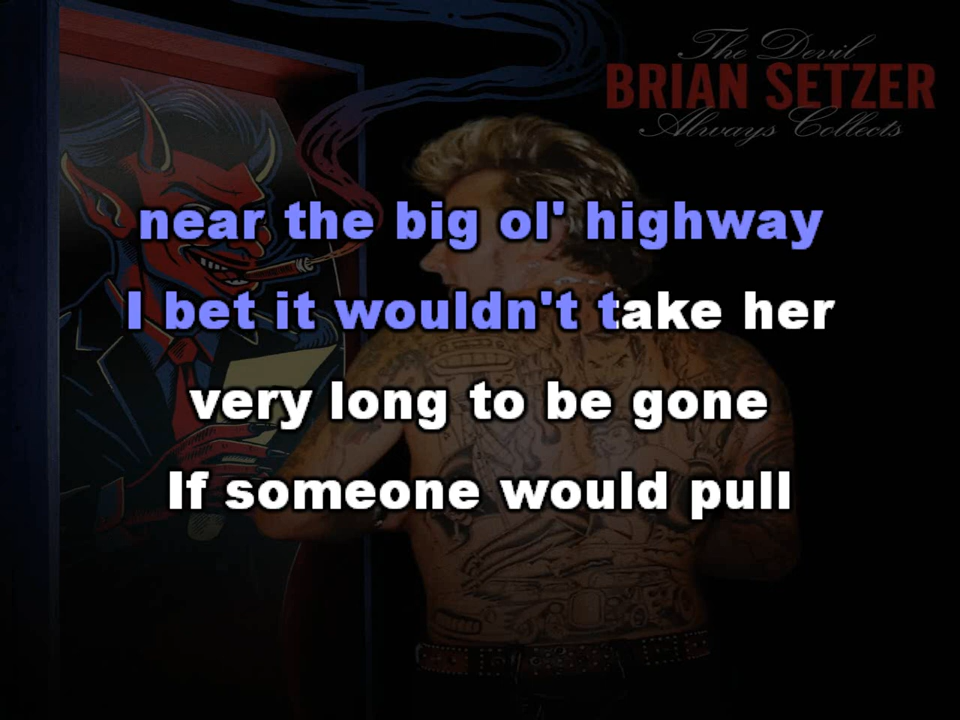 The Devil
BRIAN SETZER
Always Collects
near the big ol' highway
I bet it wouldn't take her
very long to be gone
If someone would pull